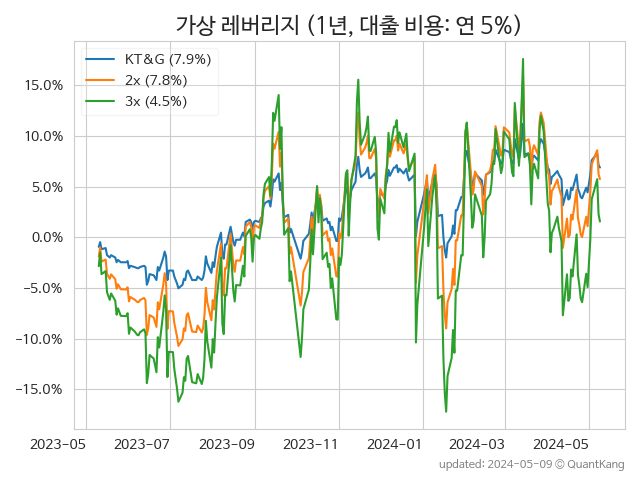 가상 레버리지 (1년, 대출 비용: 연 5%)
KT&G (7.9%)
2x (7.8%)
3x (4.5%)
15.0%
10.0%
5.0%
0.0%
−5.0%
−10.0%
−15.0%
2023−05 2023−07 2023−09 2023−11 2024−01 2024−03 2024−05
updated: 2024−05−09 ⓒ QuantKang